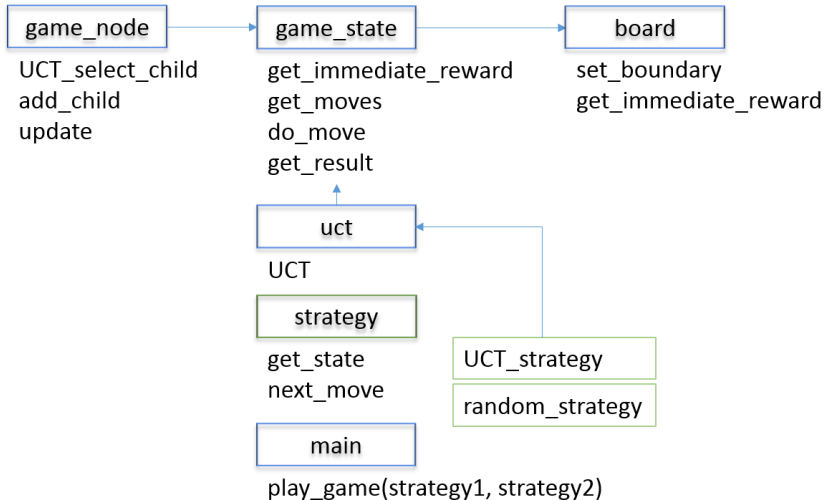 game_node
game_state
board
UCT_select_child
add_child
update
get_immediate_reward
get_moves
do_move
get_result
set_boundary
get_immediate_reward
uct
UCT
strategy
get_state
next_move
UCT_strategy
random_strategy
main
play_game(strategy1, strategy2)